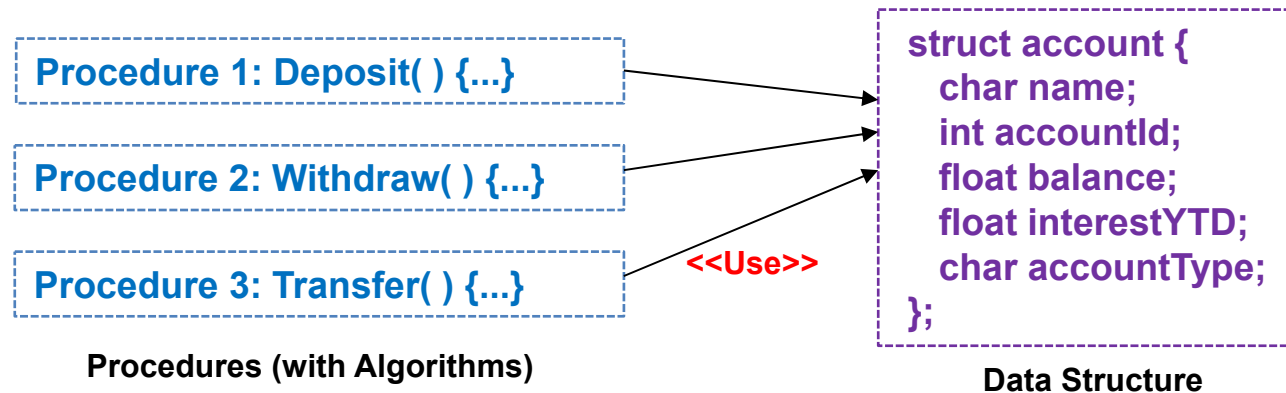 Procedure 1: Deposit( ) {...}
Procedure 2: Withdraw( ) {...}
Procedure 3: Transfer( ) {...}
Procedures (with Algorithms)
<<Use>>
struct account {
char name;
int accountId;
float balance;
float interestYTD;
char accountType;
};
Data Structure